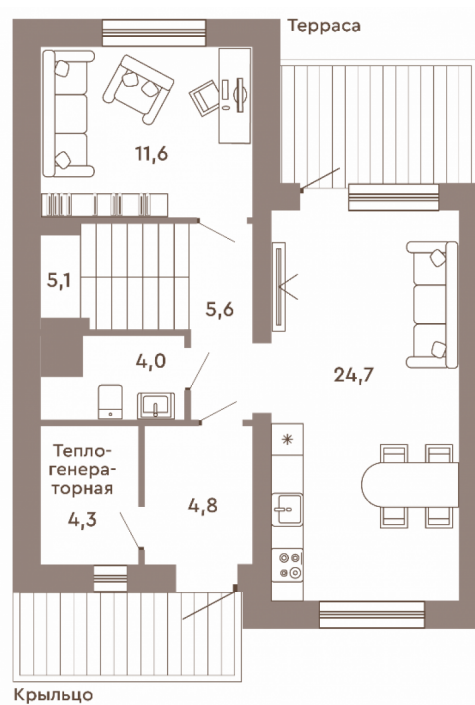 Терраса
11,6
5,1
5,6
4,0
24,7
Тепло-
генера-
торная
4,3
4,8
Крыльцо